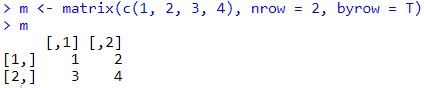 > m <- matrix(c(1, 2, 3, 4), nrow = 2, byrow = T)
> m
     [,1] [,2]
[1,]    1    2
[2,]    3    4